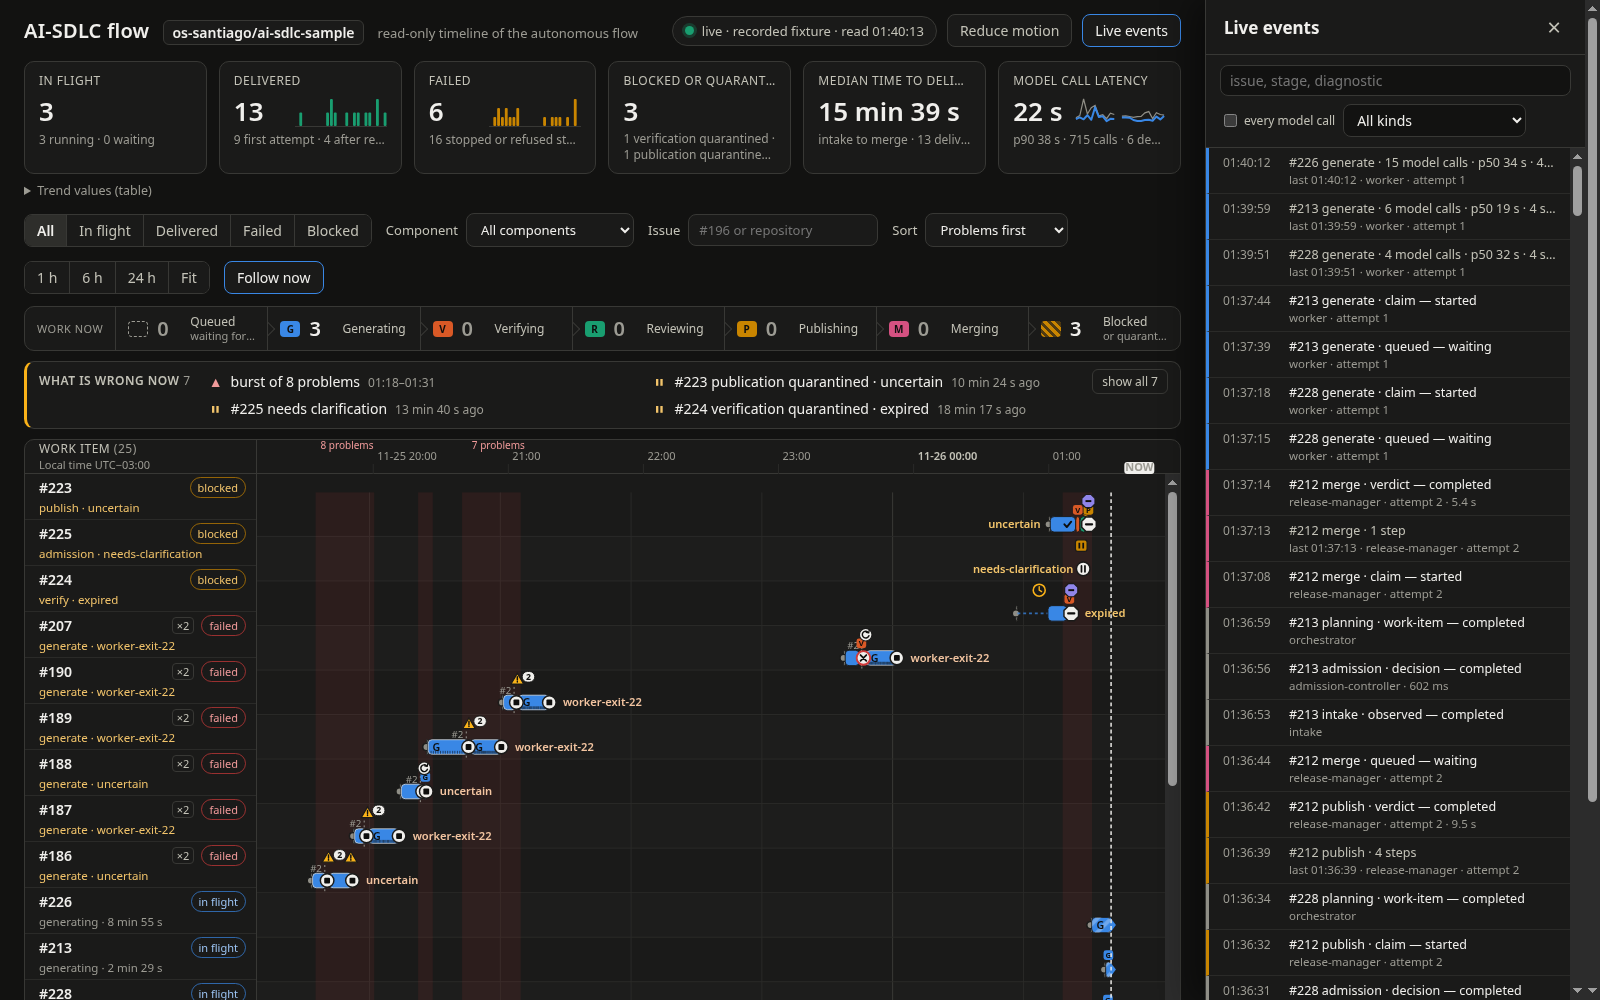 AI-SDLC flow
os-santiago/ai-sdlc-sample
read-only timeline of the autonomous flow
live · recorded fixture · read 01:40:13
Reduce motion
Live events
IN FLIGHT
3
3 running · 0 waiting
DELIVERED
13
9 first attempt · 4 after re...
FAILED
6
16 stopped or refused st...
BLOCKED OR QUARANT...
3
1 verification quarantined ·
1 publication quarantine...
MEDIAN TIME TO DELI...
15 min 39 s
intake to merge · 13 deliv...
MODEL CALL LATENCY
22 s
p90 38 s · 715 calls · 6 de...
Trend values (table)
All
In flight
Delivered
Failed
Blocked
Component
All components
Issue
#196 or repository
Sort
Problems first
1 h
6 h
24 h
Fit
Follow now
WORK NOW
0
Queued
waiting for...
G 3 Generating
V 0 Verifying
R 0 Reviewing
P 0 Publishing
M 0 Merging
3
Blocked
or quarant...
WHAT IS WRONG NOW 7
burst of 8 problems 01:18–01:31
#223 publication quarantined · uncertain 10 min 24 s ago
show all 7
#225 needs clarification 13 min 40 s ago
#224 verification quarantined · expired 18 min 17 s ago
WORK ITEM (25)
Local time UTC−03:00
8 problems
7 problems
11-25 20:00
21:00
22:00
23:00
11-26 00:00
01:00
NOW
#223 blocked
publish · uncertain
uncertain
#225 blocked
admission · needs-clarification
needs-clarification
#224 blocked
verify · expired
expired
#207 ×2 failed
generate · worker-exit-22
#2
G
worker-exit-22
#190 ×2 failed
generate · worker-exit-22
2
#2
G
worker-exit-22
#189 ×2 failed
generate · worker-exit-22
2
#2
G
G
worker-exit-22
#188 ×2 failed
generate · uncertain
#2
uncertain
#187 ×2 failed
generate · worker-exit-22
2
#2
G
worker-exit-22
#186 ×2 failed
generate · uncertain
2
#2
uncertain
#226 in flight
generating · 8 min 55 s
G
#213 in flight
generating · 2 min 29 s
#228 in flight
Live events
×
issue, stage, diagnostic
every model call
All kinds
01:40:12 #226 generate · 15 model calls · p50 34 s · 4...
last 01:40:12 · worker · attempt 1
01:39:59 #213 generate · 6 model calls · p50 19 s · 4 s...
last 01:39:59 · worker · attempt 1
01:39:51 #228 generate · 4 model calls · p50 32 s · 4 s...
last 01:39:51 · worker · attempt 1
01:37:44 #213 generate · claim — started
worker · attempt 1
01:37:39 #213 generate · queued — waiting
worker · attempt 1
01:37:18 #228 generate · claim — started
worker · attempt 1
01:37:15 #228 generate · queued — waiting
worker · attempt 1
01:37:14 #212 merge · verdict — completed
release-manager · attempt 2 · 5.4 s
01:37:13 #212 merge · 1 step
last 01:37:13 · release-manager · attempt 2
01:37:08 #212 merge · claim — started
release-manager · attempt 2
01:36:59 #213 planning · work-item — completed
orchestrator
01:36:56 #213 admission · decision — completed
admission-controller · 602 ms
01:36:53 #213 intake · observed — completed
intake
01:36:44 #212 merge · queued — waiting
release-manager · attempt 2
01:36:42 #212 publish · verdict — completed
release-manager · attempt 2 · 9.5 s
01:36:39 #212 publish · 4 steps
last 01:36:39 · release-manager · attempt 2
01:36:34 #228 planning · work-item — completed
orchestrator
01:36:32 #212 publish · claim — started
release-manager · attempt 2
01:36:31 #228 admission · decision — completed